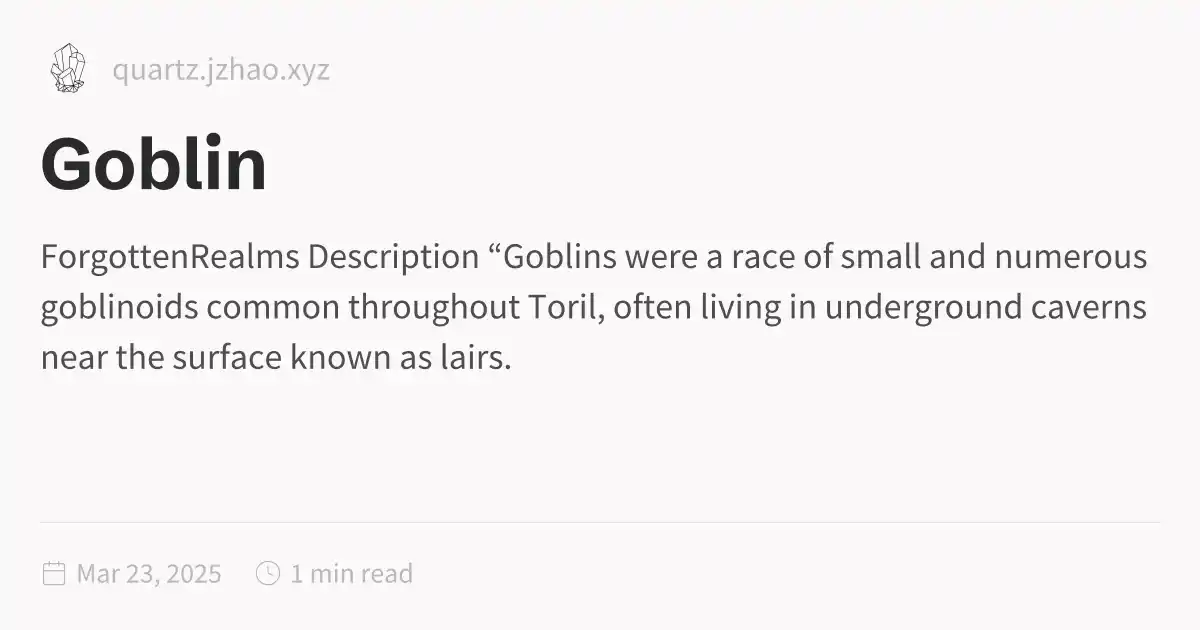 quartz.jzhao.xyz
Goblin
ForgottenRealms Description “Goblins were a race of small and numerous
goblinoids common throughout Toril, often living in underground caverns
near the surface known as lairs.
Mar 23, 2025 1 min read